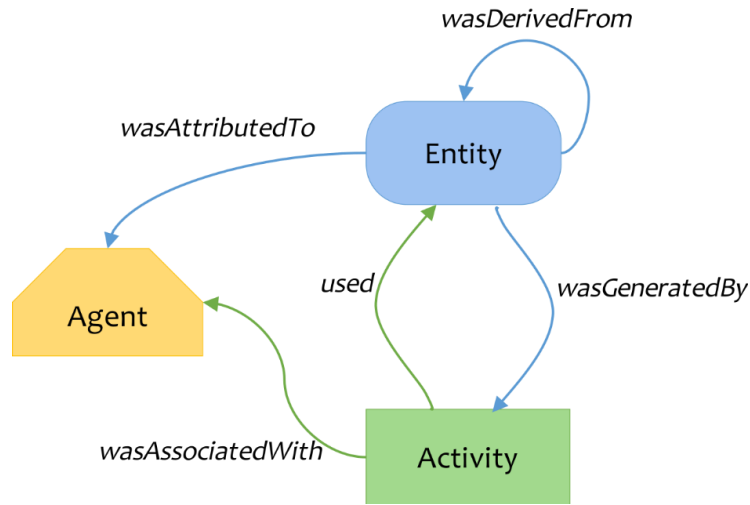 wasDerivedFrom
wasAttributedTo
Entity
used
wasGeneratedBy
Agent
wasAssociatedWith
Activity